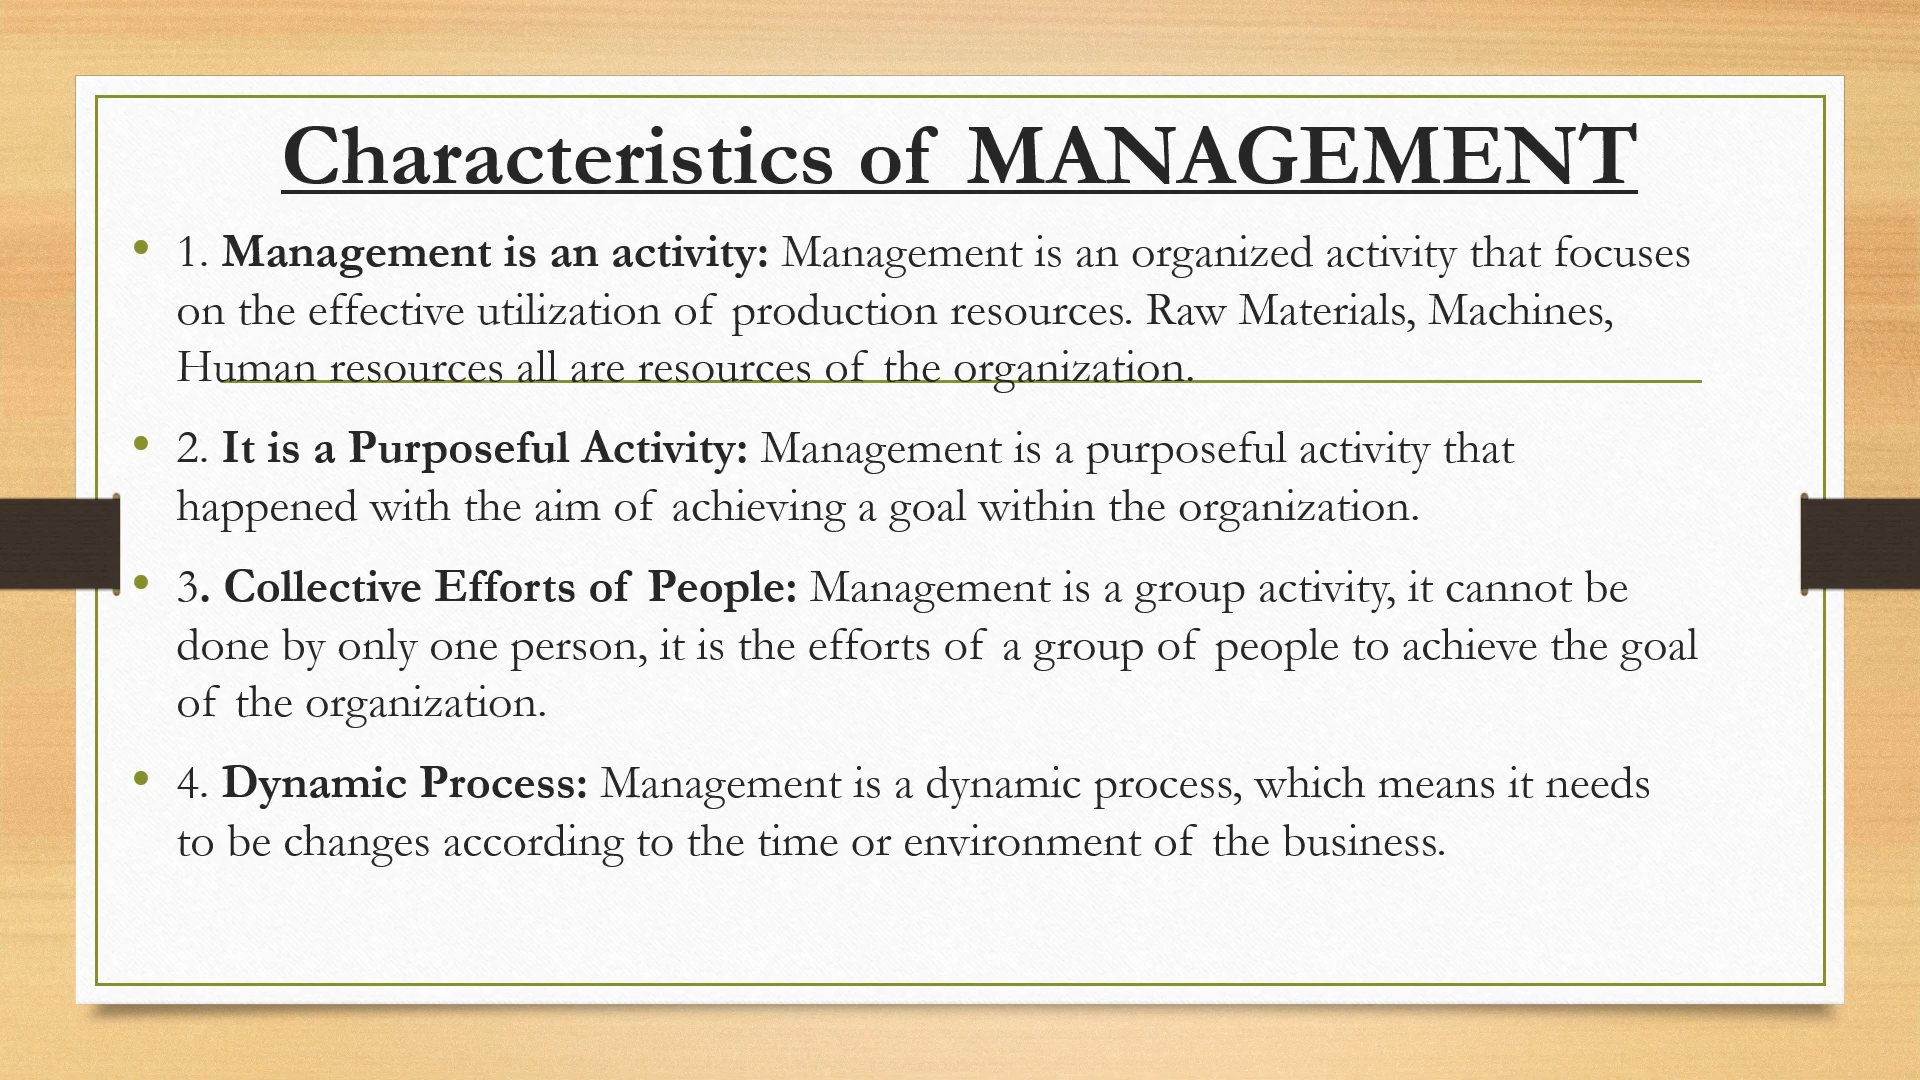 Characteristics of MANAGEMENT
• 1. Management is an activity: Management is an organized activity that focuses
on the effective utilization of production resources. Raw Materials, Machines,
Human resources all are resources of the organization.
• 2. It is a Purposeful Activity: Management is a purposeful activity that
happened with the aim of achieving a goal within the organization.
• 3. Collective Efforts of People: Management is a group activity, it cannot be
done by only one person, it is the efforts of a group of people to achieve the goal
of the organization.
• 4. Dynamic Process: Management is a dynamic process, which means it needs
to be changes according to the time or environment of the business.